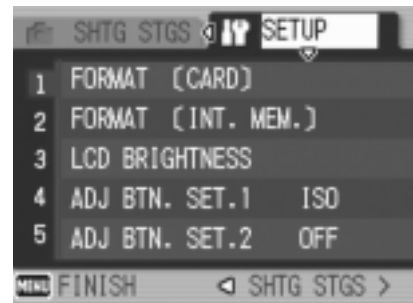 SHTG STGS SETUP
1 FORMAT [CARD]
2 FORMAT [INT. MEM.]
3 LCD BRIGHTNESS
4 ADJ BTN. SET.1 ISO
5 ADJ BTN. SET.2 OFF
MENU FINISH SHTG STGS >